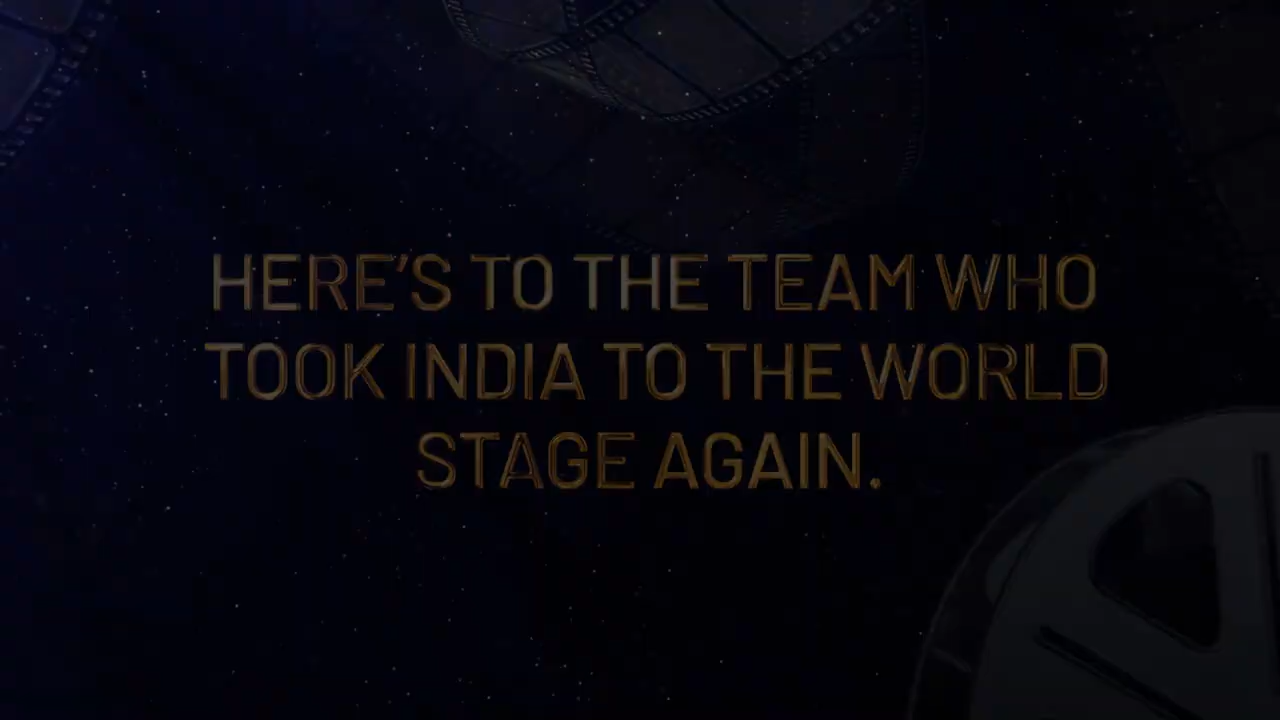 HERE'S TO THE TEAM WHO
TOOK INDIA TO THE WORLD
STAGE AGAIN.